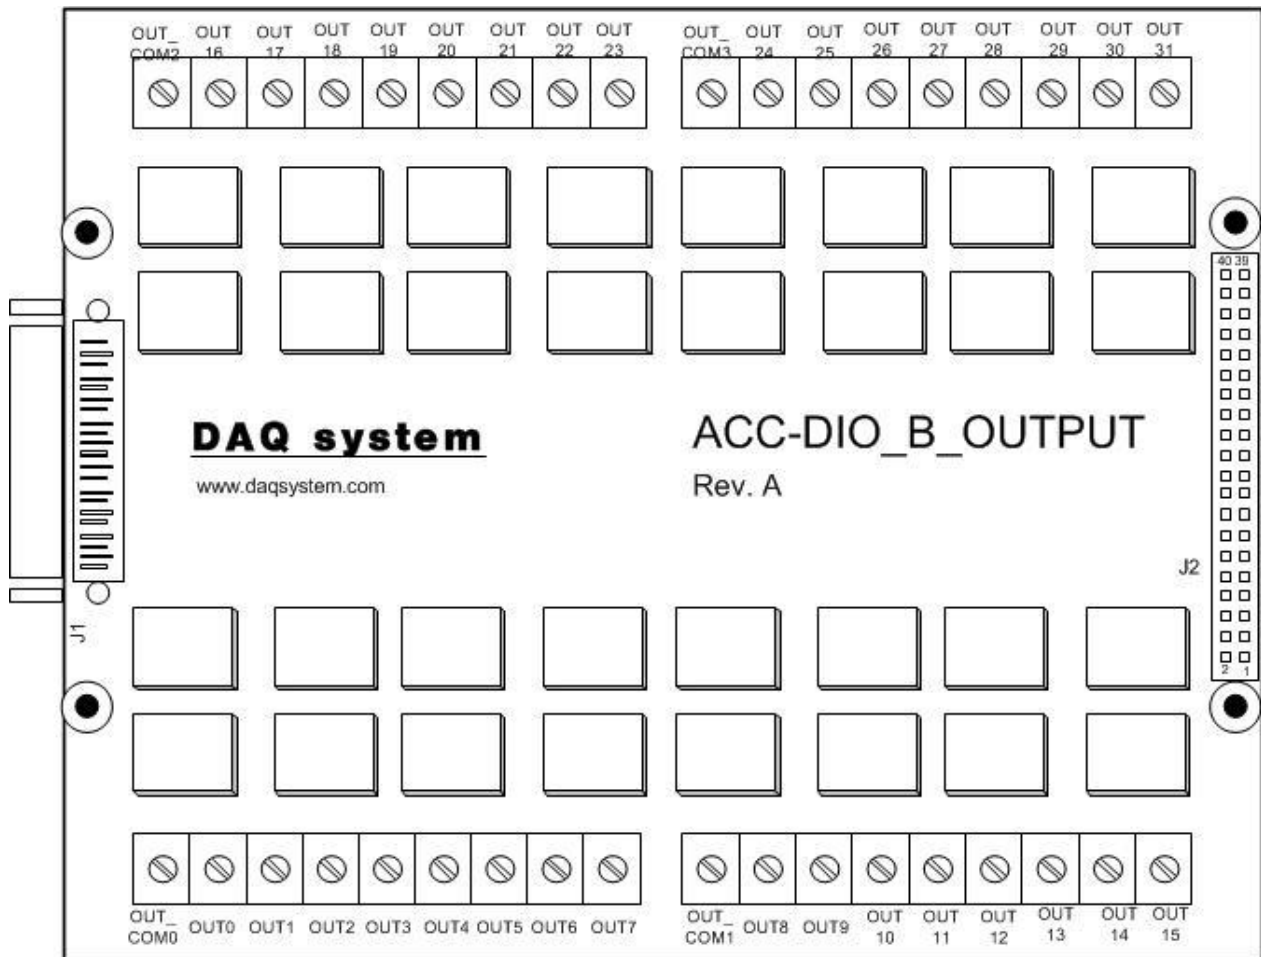 OUT_ OUT OUT OUT OUT OUT OUT OUT OUT OUT_ OUT OUT OUT OUT OUT OUT OUT OUT
COM2 16 17 18 19 20 21 22 23 COM3 24 25 26 27 28 29 30 31
40 39
DAQ system
www.daqsystem.com
ACC-DIO_B_OUTPUT
Rev. A
J2
J1
2 1
OUT_ OUT0 OUT1 OUT2 OUT3 OUT4 OUT5 OUT6 OUT7 OUT_ OUT8 OUT9 OUT OUT OUT OUT OUT OUT
COM0 COM1 10 11 12 13 14 15